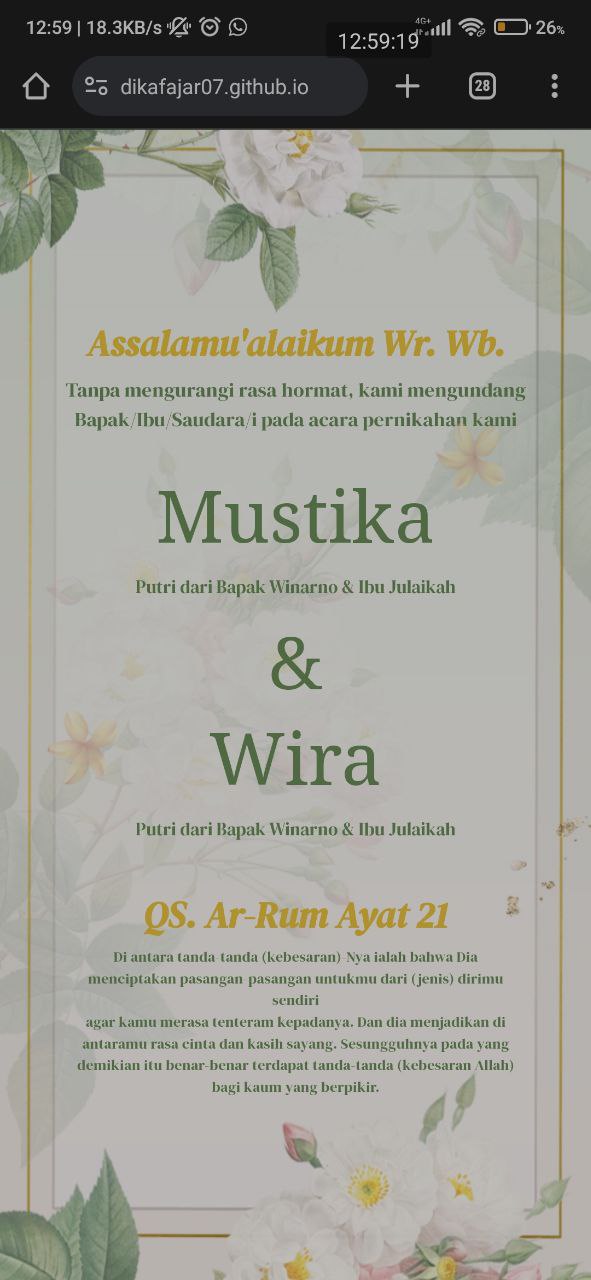 12:59 | 18.3KB/s
4G+
26%
12:59:19
dikafajar07.github.io
28
Assalamu'alaikum Wr. Wb.
Tanpa mengurangi rasa hormat, kami mengundang
Bapak/Ibu/Saudara/i pada acara pernikahan kami
Mustika
Putri dari Bapak Winarno & Ibu Julaikah
&
Wira
Putri dari Bapak Winarno & Ibu Julaikah
QS. Ar-Rum Ayat 21
Di antara tanda-tanda (kebesaran)-Nya ialah bahwa Dia
menciptakan pasangan-pasangan untukmu dari (jenis) dirimu
sendiri
agar kamu merasa tenteram kepadanya. Dan dia menjadikan di
antaramu rasa cinta dan kasih sayang. Sesungguhnya pada yang
demikian itu benar-benar terdapat tanda-tanda (kebesaran Allah)
bagi kaum yang berpikir.